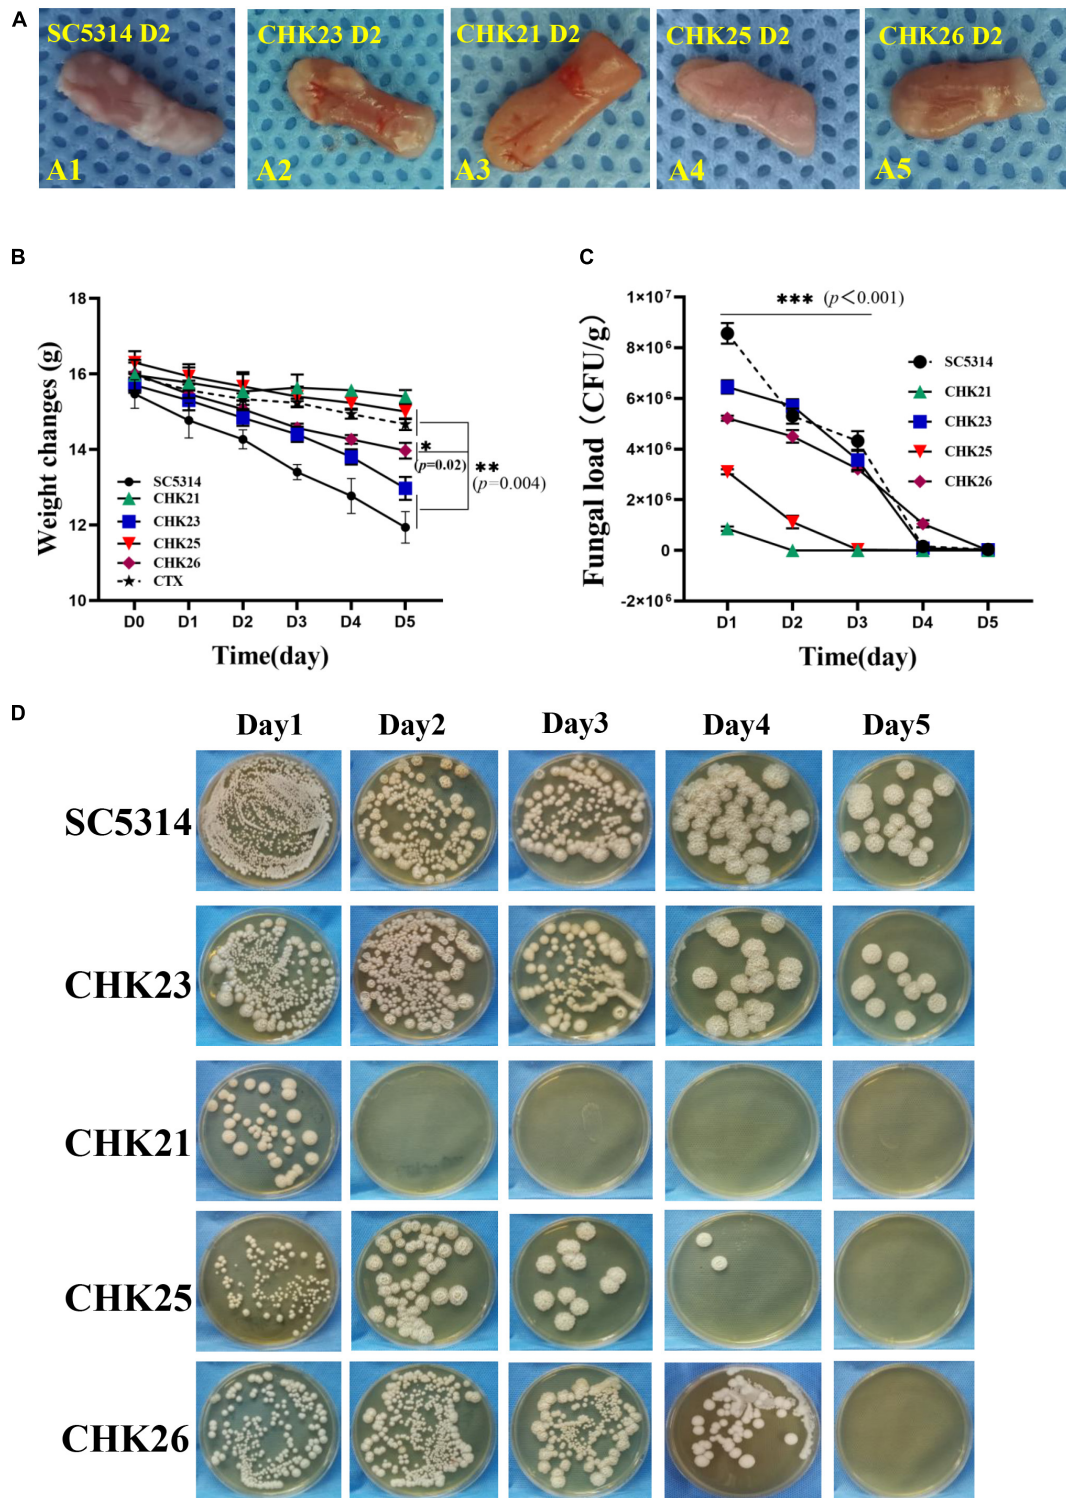 A
SC5314 D2
CHK23 D2
CHK21 D2
CHK25 D2
CHK26 D2
A1
A2
A3
A4
A5
B
18
16
14
12
10
Weight changes (g)
SC5314
CHK21
CHK23
CHK25
CHK26
CTX
*
(p=0.02)
**
(p=0.004)
D0 D1 D2 D3 D4 D5
Time(day)
C
1×10⁷
8×10⁶
6×10⁶
4×10⁶
2×10⁶
0
-2×10⁶
Fungal load（CFU/g）
*** (p＜0.001)
SC5314
CHK21
CHK23
CHK25
CHK26
D1 D2 D3 D4 D5
Time(day)
D
Day1 Day2 Day3 Day4 Day5
SC5314
CHK23
CHK21
CHK25
CHK26